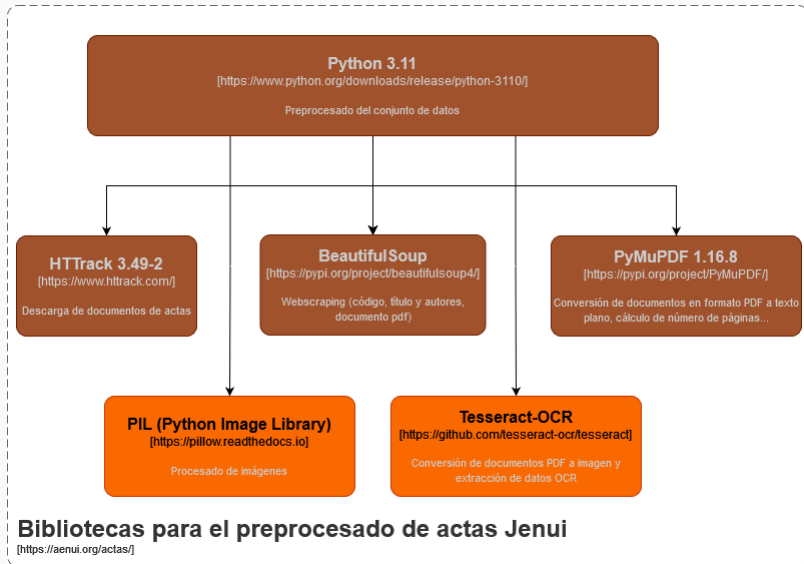 Python 3.11
[https://www.python.org/downloads/release/python-3110/]
Preprocesado del conjunto de datos
HTTrack 3.49-2
[https://www.httrack.com/]
Descarga de documentos de actas
BeautifulSoup
[https://pypi.org/project/beautifulsoup4/]
Webscraping (código, título y autores,
documento pdf)
PyMuPDF 1.16.8
[https://pypi.org/project/PyMuPDF/]
Conversión de documentos en formato PDF a texto
plano, cálculo de número de páginas...
PIL (Python Image Library)
[https://pillow.readthedocs.io]
Procesado de imágenes
Tesseract-OCR
[https://github.com/tesseract-ocr/tesseract]
Conversión de documentos PDF a imagen y
extracción de datos OCR
Bibliotecas para el preprocesado de actas Jenui
[https://aenui.org/actas/]